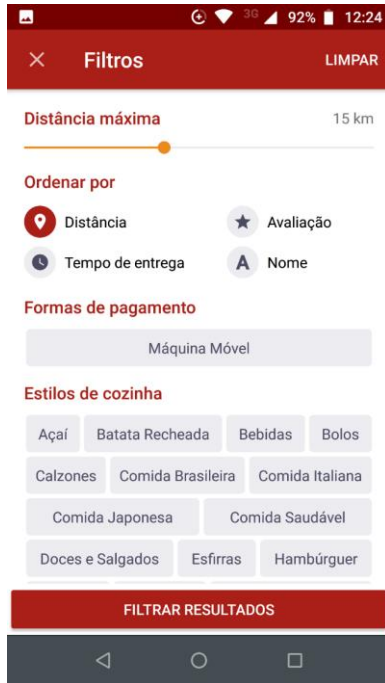 3G 92% 12:24
Filtros LIMPAR
Distância máxima 15 km
Ordenar por
Distância Avaliação
Tempo de entrega A Nome
Formas de pagamento
Máquina Móvel
Estilos de cozinha
Açaí Batata Recheada Bebidas Bolos
Calzones Comida Brasileira Comida Italiana
Comida Japonesa Comida Saudável
Doces e Salgados Esfirras Hambúrguer
FILTRAR RESULTADOS